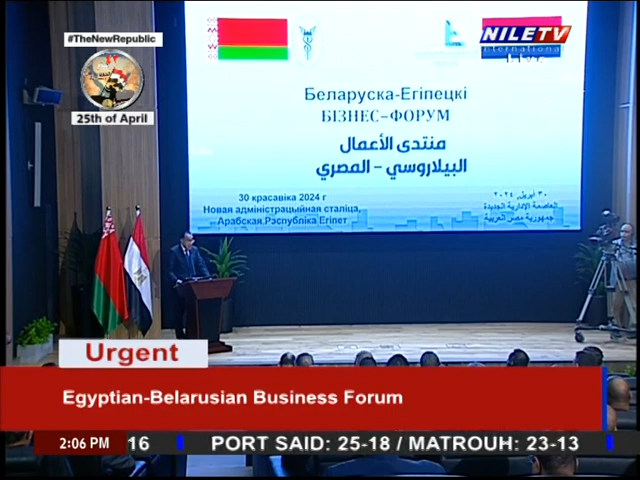 #TheNewRepublic
25th of April
NILETV
International
Live
Беларуска-Егіпецкі
БІЗНЕС-ФОРУМ
منتدى الأعمال
البيلاروسي - المصري
30 красавіка 2024 г
Новая адміністрацыйная сталіца,
Арабская Рэспубліка Егіпет
٣٠ أبريل، ٢٠٢٤
العاصمة الإدارية الجديدة
جمهورية مصر العربية
Urgent
Egyptian-Belarusian Business Forum
2:06 PM
16 PORT SAID: 25-18 / MATROUH: 23-13